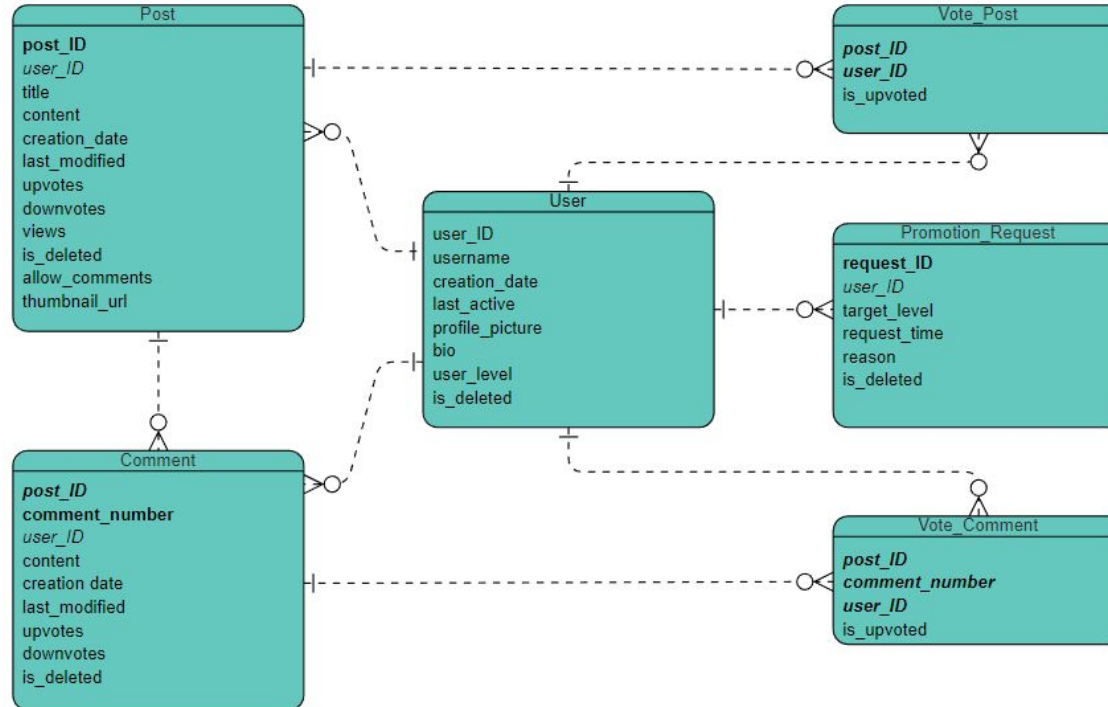 Post
post_ID
user_ID
title
content
creation_date
last_modified
upvotes
downvotes
views
is_deleted
allow_comments
thumbnail_url
Vote_Post
post_ID
user_ID
is_upvoted
User
user_ID
username
creation_date
last_active
profile_picture
bio
user_level
is_deleted
Promotion_Request
request_ID
user_ID
target_level
request_time
reason
is_deleted
Comment
post_ID
comment_number
user_ID
content
creation date
last_modified
upvotes
downvotes
is_deleted
Vote_Comment
post_ID
comment_number
user_ID
is_upvoted